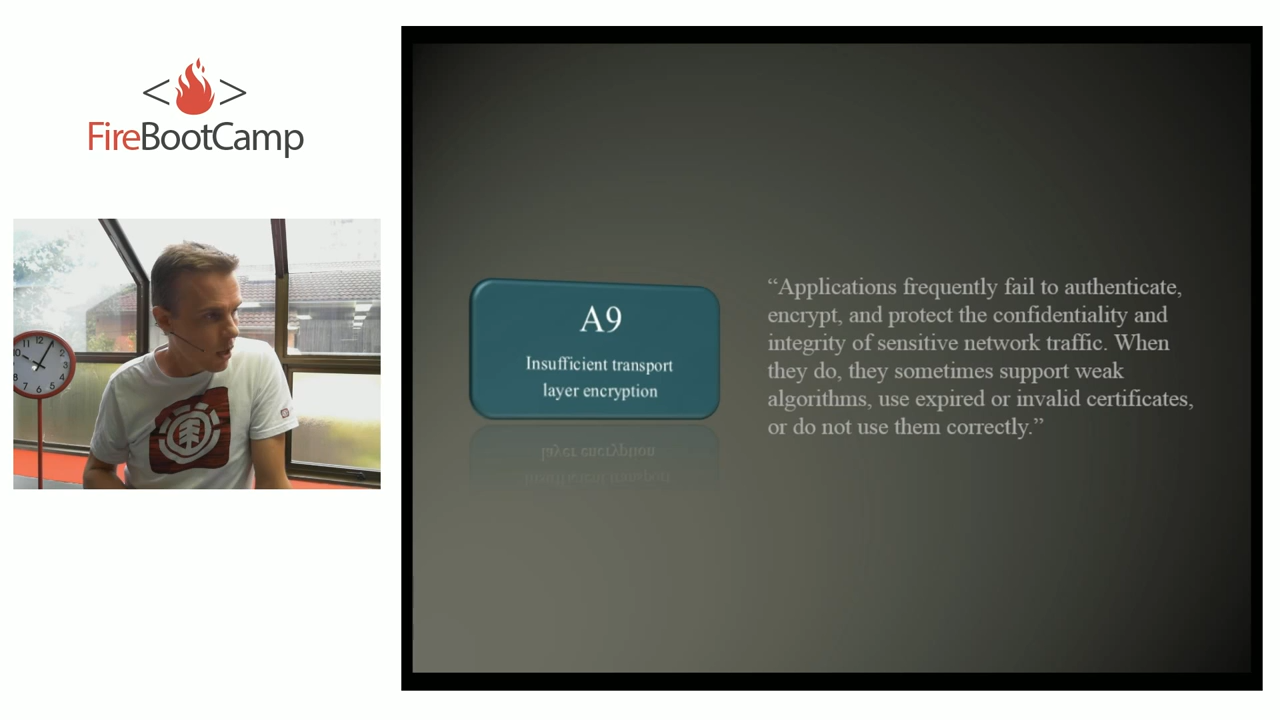 <FireBootCamp>
FireBootCamp
A9
Insufficient transport
layer encryption
“Applications frequently fail to authenticate,
encrypt, and protect the confidentiality and
integrity of sensitive network traffic. When
they do, they sometimes support weak
algorithms, use expired or invalid certificates,
or do not use them correctly.”